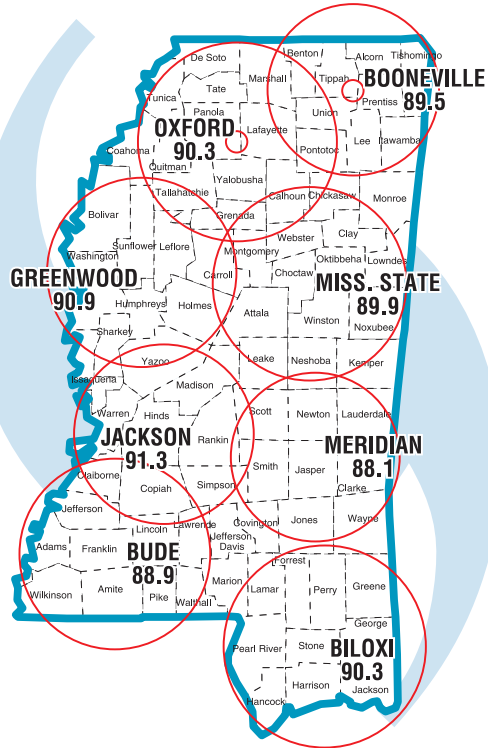 Benton
Alcorn
Tishomingo
De Soto
Marshall
Tippah
BOONEVILLE
89.5
Tate
Tunica
Prentiss
Panola
Union
OXFORD
90.3
Lafayette
Lee
Itawamba
Pontotoc
Coahoma
Quitman
Yalobusha
Tallahatchie
Calhoun
Chickasaw
Monroe
Bolivar
Grenada
Clay
Webster
Sunflower
Leflore
Montgomery
Oktibbeha
Washington
Lowndes
Carroll
Choctaw
GREENWOOD
90.9
MISS. STATE
89.9
Humphreys
Holmes
Attala
Winston
Noxubee
Sharkey
Yazoo
Leake
Neshoba
Kemper
Issaquena
Madison
Warren
Hinds
Scott
Newton
Lauderdale
JACKSON
91.3
Rankin
MERIDIAN
88.1
Smith
Jasper
Claiborne
Copiah
Simpson
Clarke
Jefferson
Lincoln
Lawrence
Covington
Jones
Wayne
Jefferson
Davis
Adams
Franklin
BUDE
88.9
Forrest
Marion
Lamar
Perry
Greene
Wilkinson
Amite
Pike
Walthall
George
Pearl River
Stone
BILOXI
90.3
Harrison
Jackson
Hancock